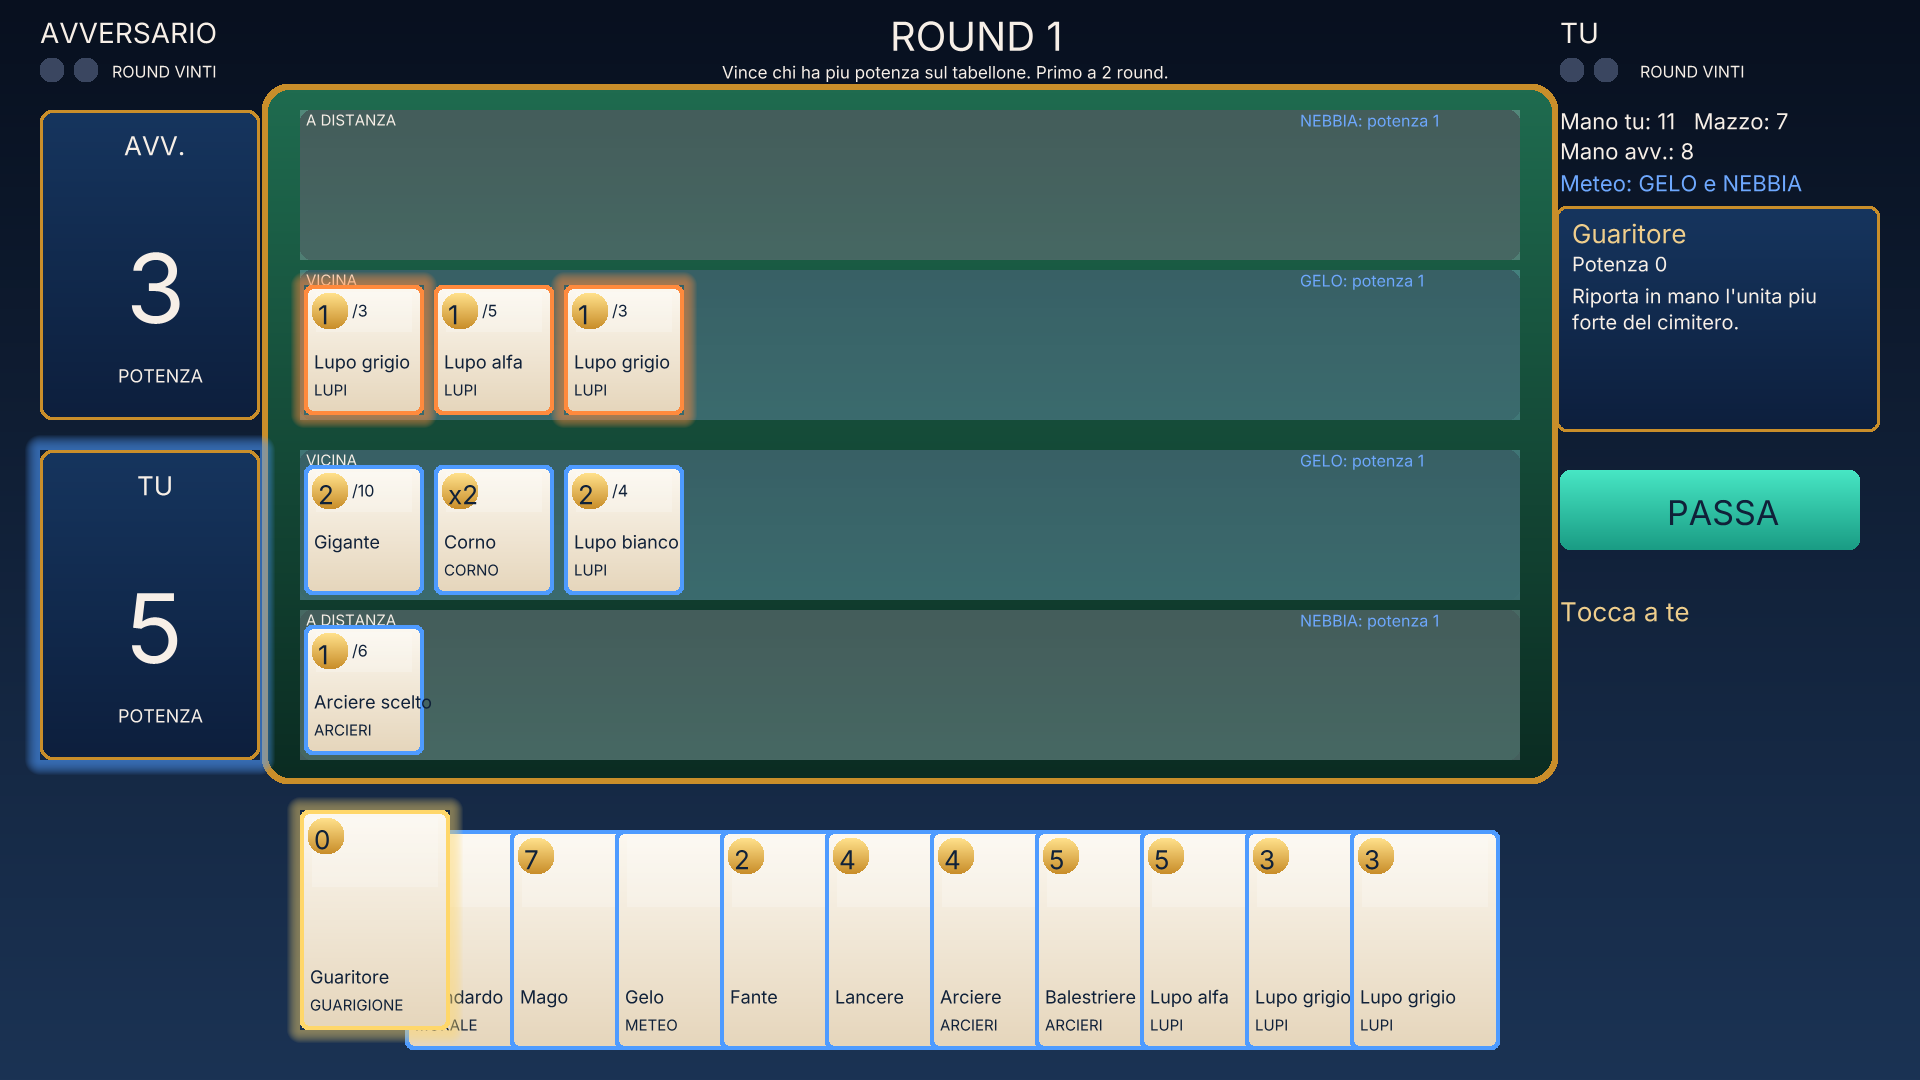 AVVERSARIO
ROUND VINTI
ROUND 1
Vince chi ha piu potenza sul tabellone. Primo a 2 round.
TU
ROUND VINTI
Mano tu: 11 Mazzo: 7
Mano avv.: 8
Meteo: GELO e NEBBIA
Guaritore
Potenza 0
Riporta in mano l'unita piu
forte del cimitero.
PASSA
Tocca a te
AVV.
3
POTENZA
TU
5
POTENZA
A DISTANZA
NEBBIA: potenza 1
VICINA
GELO: potenza 1
1 /3
Lupo grigio
LUPI
1 /5
Lupo alfa
LUPI
1 /3
Lupo grigio
LUPI
VICINA
GELO: potenza 1
2 /10
Gigante
x2
Corno
CORNO
2 /4
Lupo bianco
LUPI
A DISTANZA
NEBBIA: potenza 1
1 /6
Arciere scelto
ARCIERI
0
Guaritore
GUARIGIONE
ndardo
ALE
7
Mago
Gelo
METEO
2
Fante
4
Lancere
4
Arciere
ARCIERI
5
Balestriere
ARCIERI
5
Lupo alfa
LUPI
3
Lupo grigio
LUPI
3
Lupo grigio
LUPI